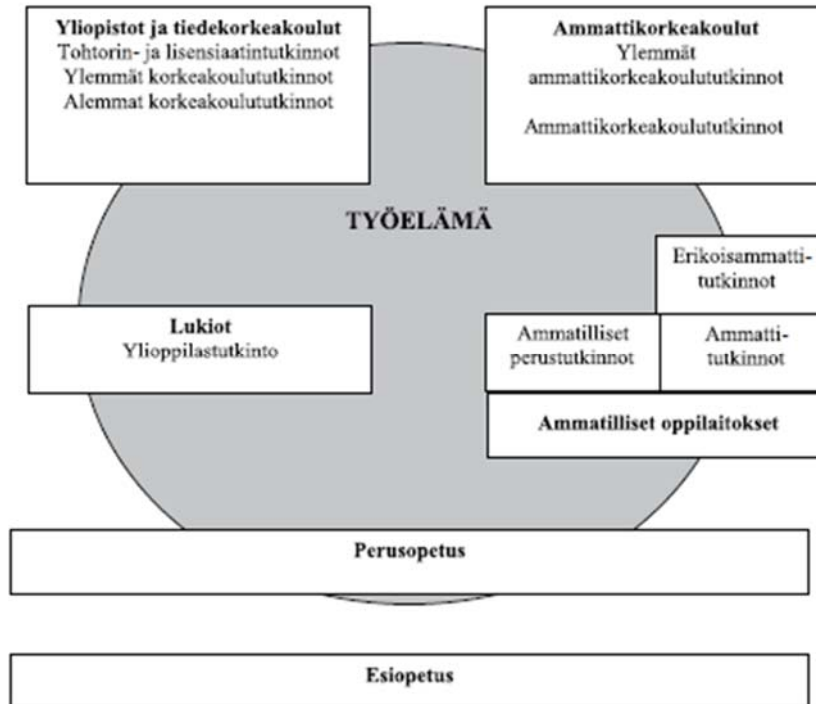 Yliopistot ja tiedekorkeakoulut
Tohtorin- ja lisensiaatintutkinnot
Ylemmät korkeakoulututkinnot
Alemmat korkeakoulututkinnot
Ammattikorkeakoulut
Ylemmät
ammattikorkeakoulututkinnot
Ammattikorkeakoulututkinnot
TYÖELÄMÄ
Erikoisammatti-
tutkinnot
Lukiot
Ylioppilastutkinto
Ammatilliset
perustutkinnot
Ammatti-
tutkinnot
Ammatilliset oppilaitokset
Perusopetus
Esiopetus